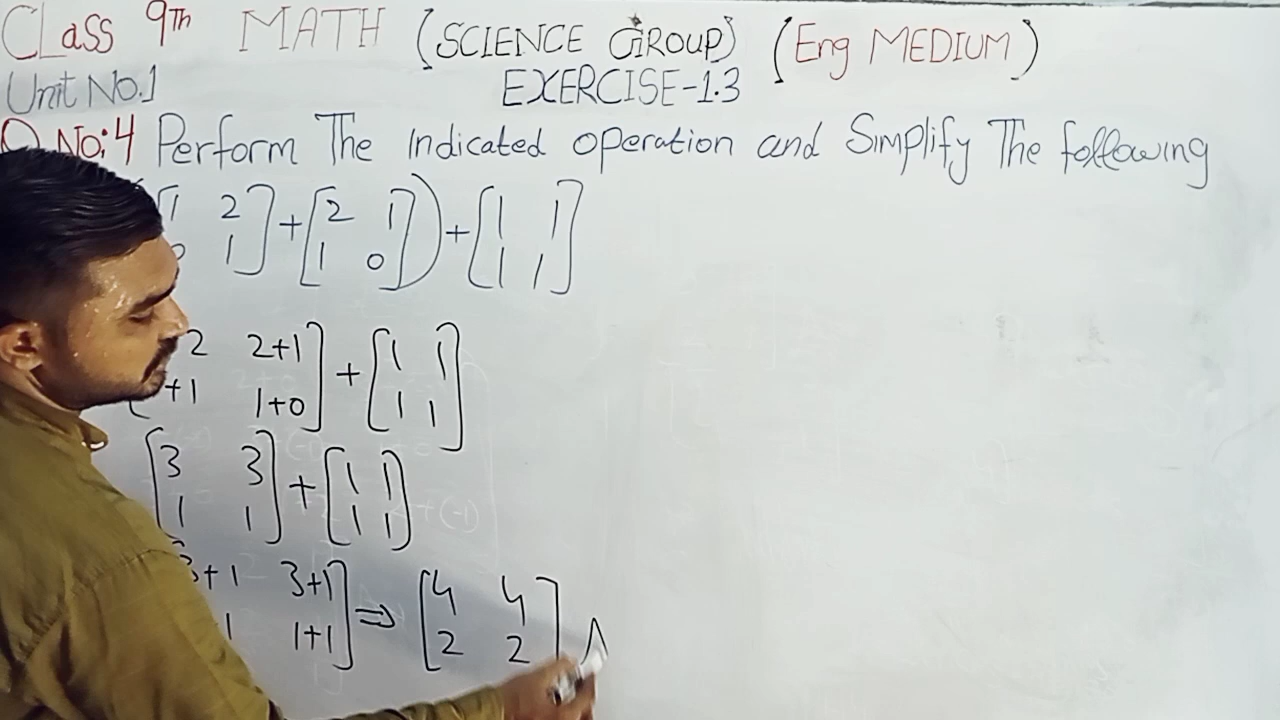 CLass 9Th MATH (SCIENCE GROUP) (Eng MEDIUM)
Unit No.1 EXERCISE-1.3
Q No:4 Perform The Indicated operation and Simplify The following
1 2] + [2 1]) + [1 1]
0 1] [1 0] [1 1]
2 2+1] + [1 1]
+1 1+0] [1 1]
[3 3] + [1 1]
[1 1] [1 1]
3+1 3+1] ⇒ [4 4]
1 1+1] [2 2]